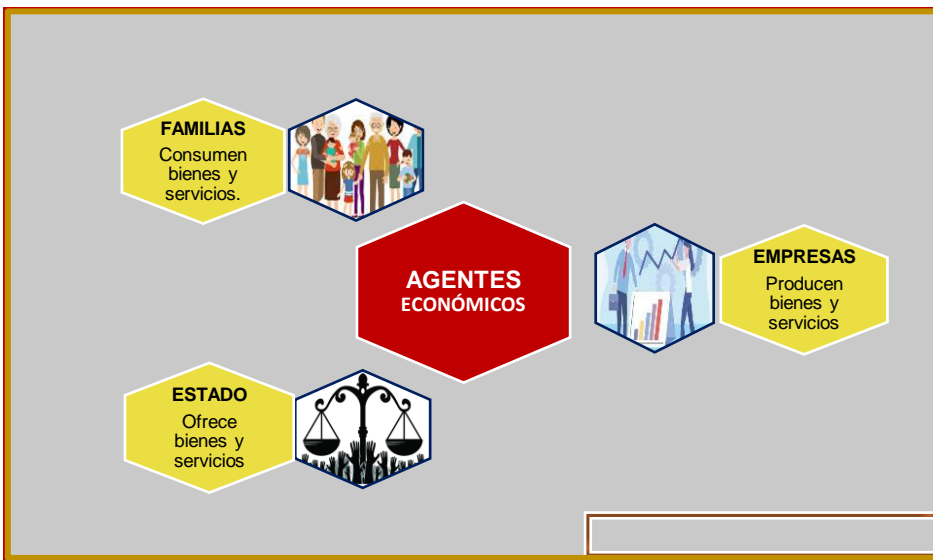 FAMILIAS
Consumen
bienes y
servicios.
AGENTES
ECONÓMICOS
EMPRESAS
Producen
bienes y
servicios
ESTADO
Ofrece
bienes y
servicios